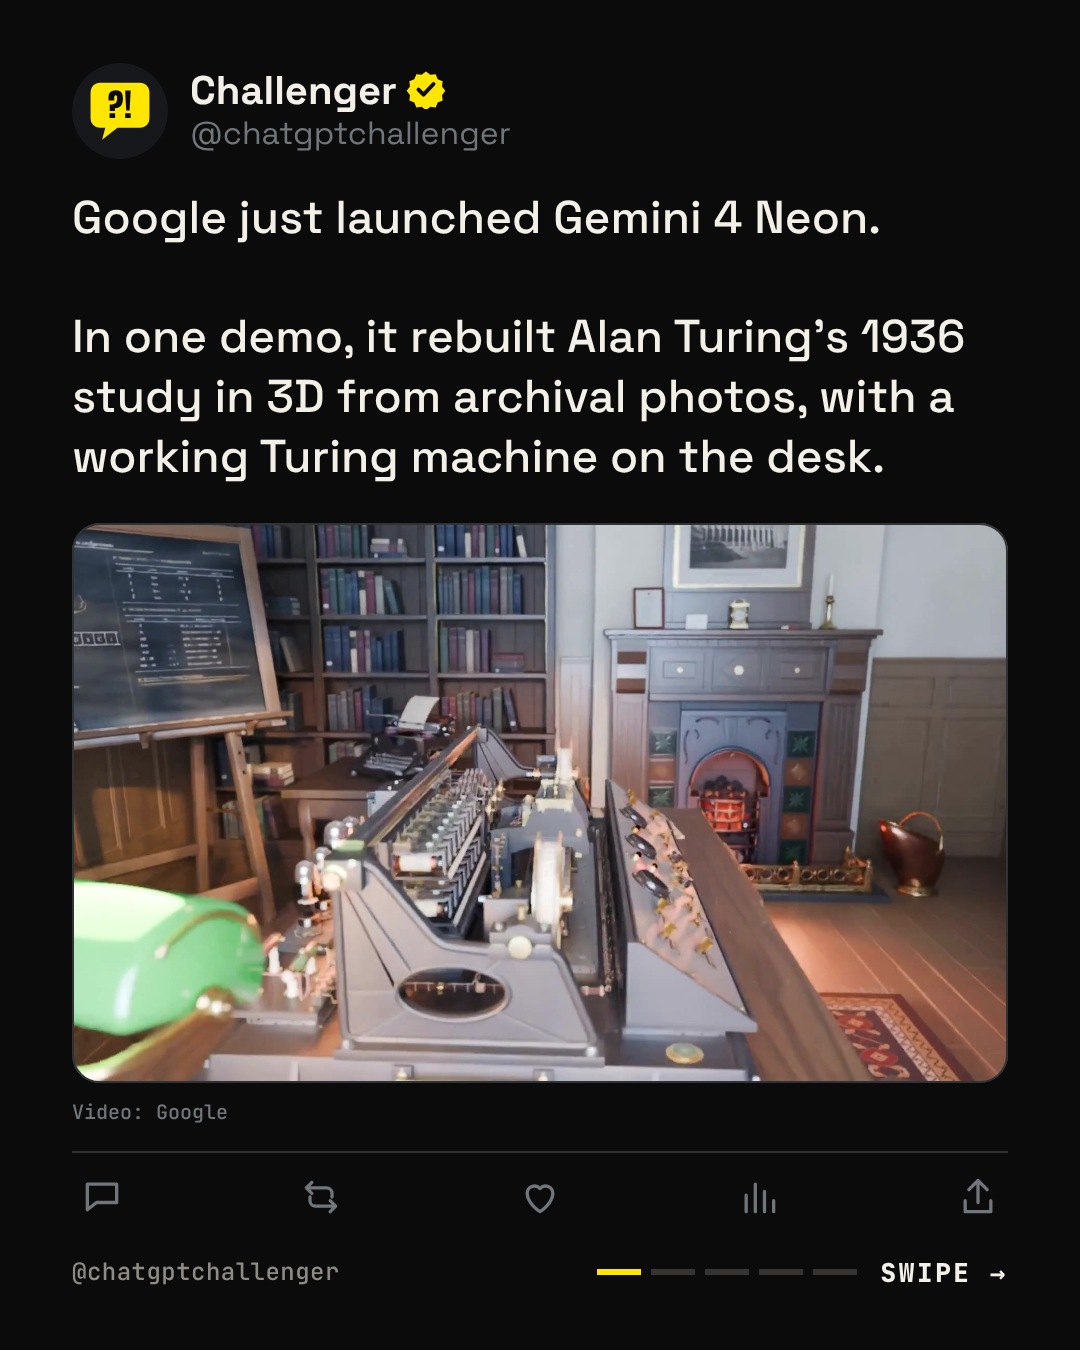 ?!
Challenger
@chatgptchallenger
Google just launched Gemini 4 Neon.
In one demo, it rebuilt Alan Turing’s 1936
study in 3D from archival photos, with a
working Turing machine on the desk.
Video: Google
@chatgptchallenger
SWIPE →